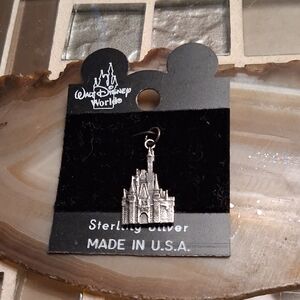 Walt Disney
World®
Sterling Silver
MADE IN U.S.A.